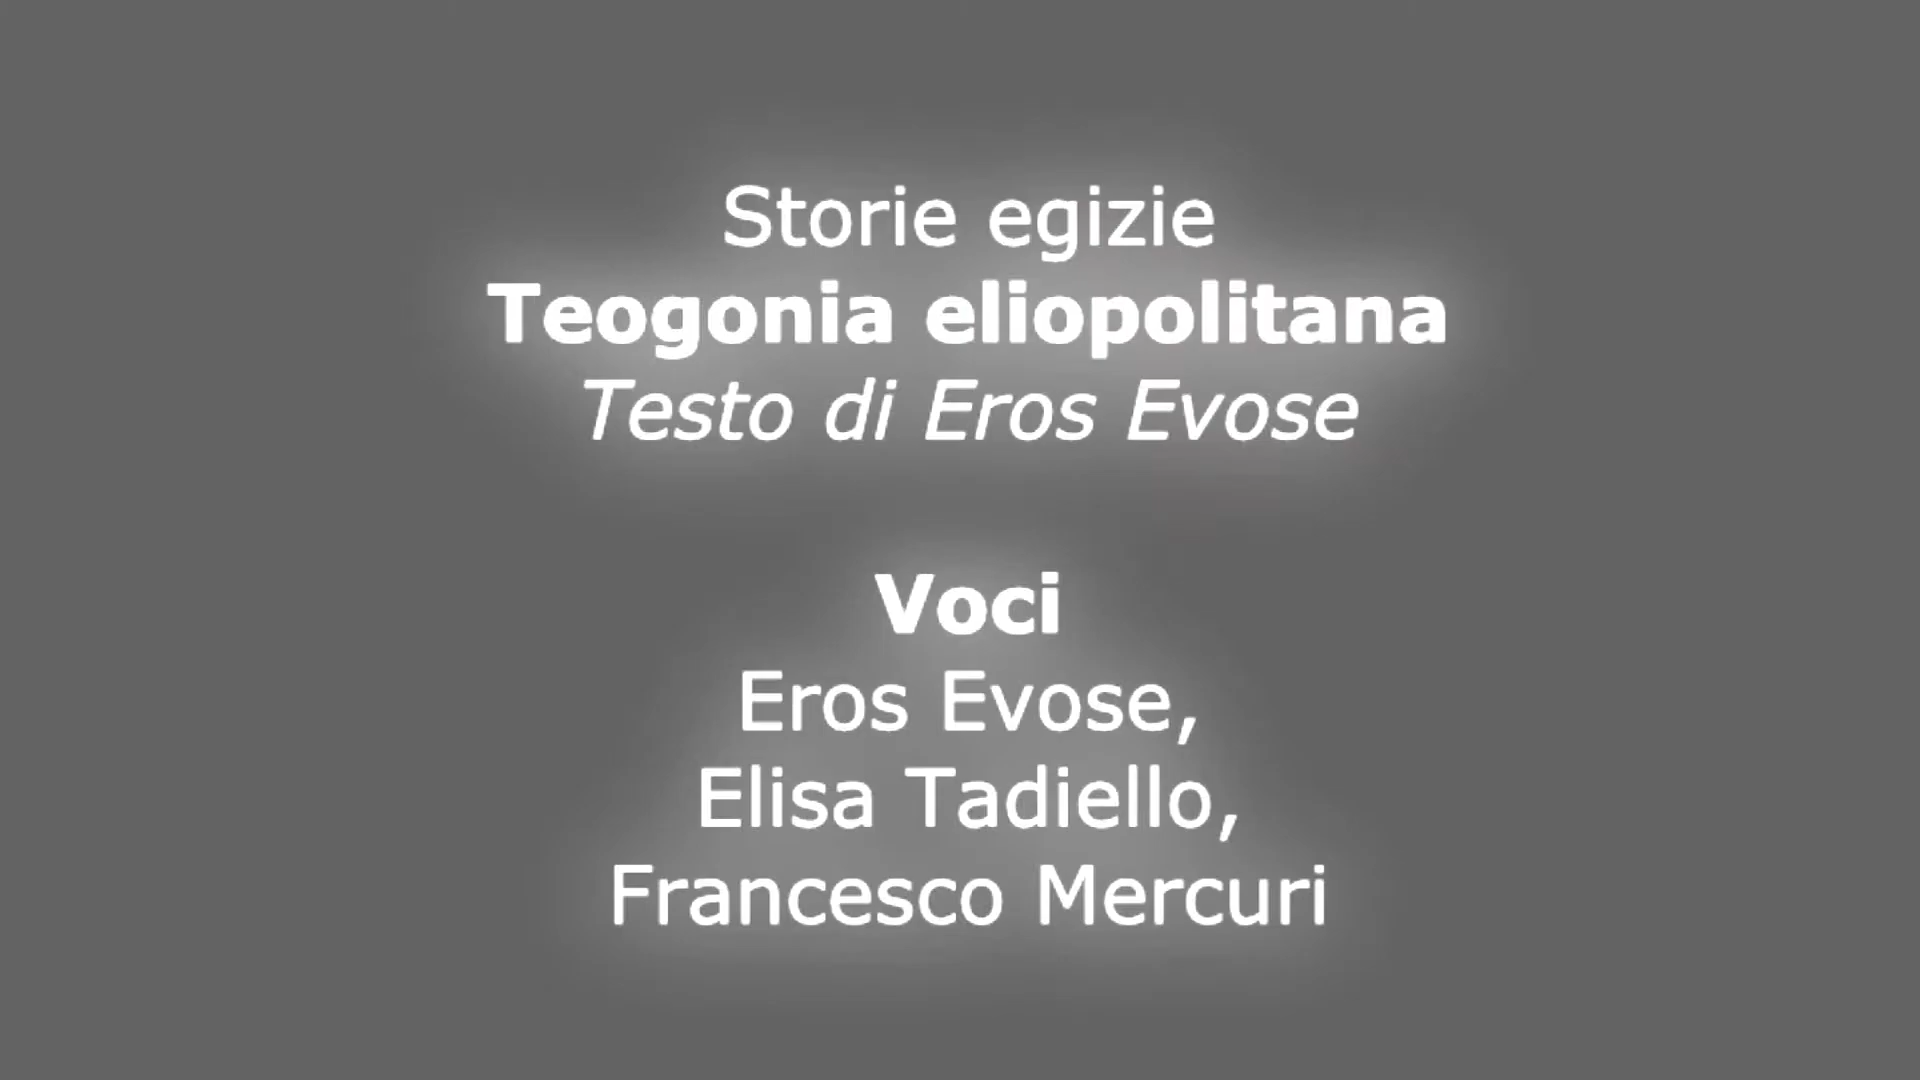 Storie egizie
Teogonia eliopolitana
Testo di Eros Evose
Voci
Eros Evose,
Elisa Tadiello,
Francesco Mercuri